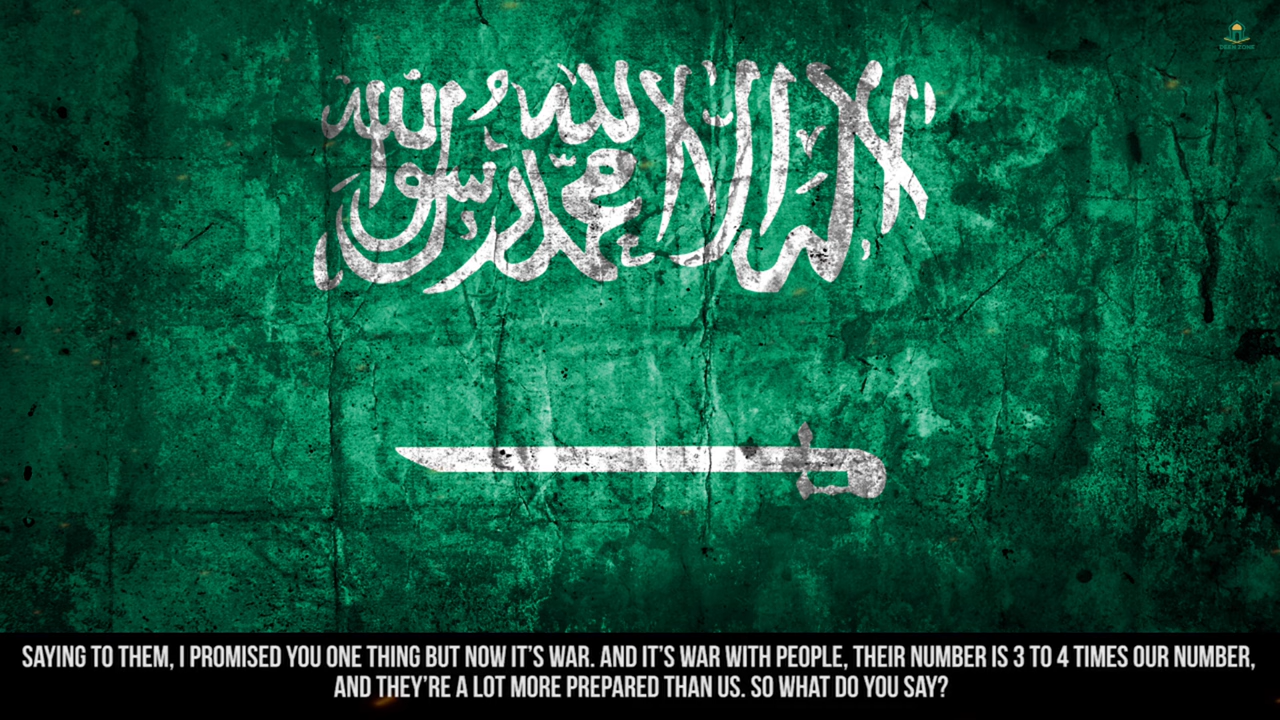 لا إله إلا الله محمد رسول الله
DEEN ZONE
SAYING TO THEM, I PROMISED YOU ONE THING BUT NOW IT'S WAR. AND IT'S WAR WITH PEOPLE, THEIR NUMBER IS 3 TO 4 TIMES OUR NUMBER,
AND THEY'RE A LOT MORE PREPARED THAN US. SO WHAT DO YOU SAY?